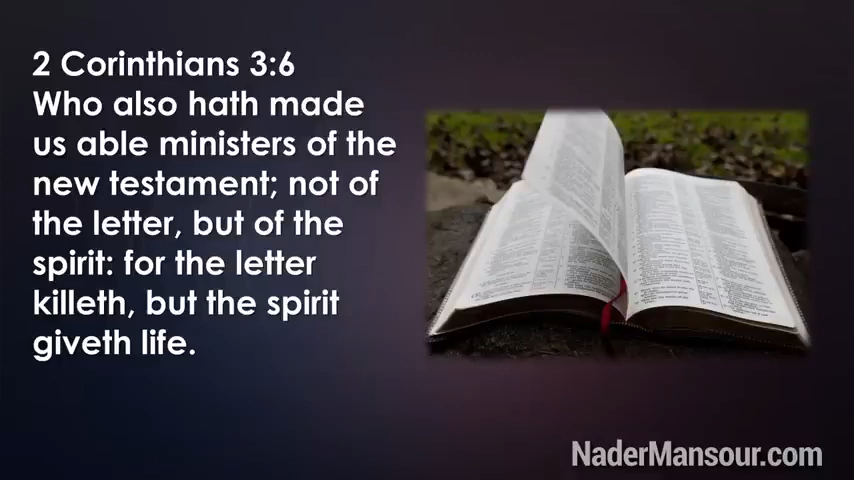 2 Corinthians 3:6
Who also hath made
us able ministers of the
new testament; not of
the letter, but of the
spirit: for the letter
killeth, but the spirit
giveth life.
NaderMansour.com